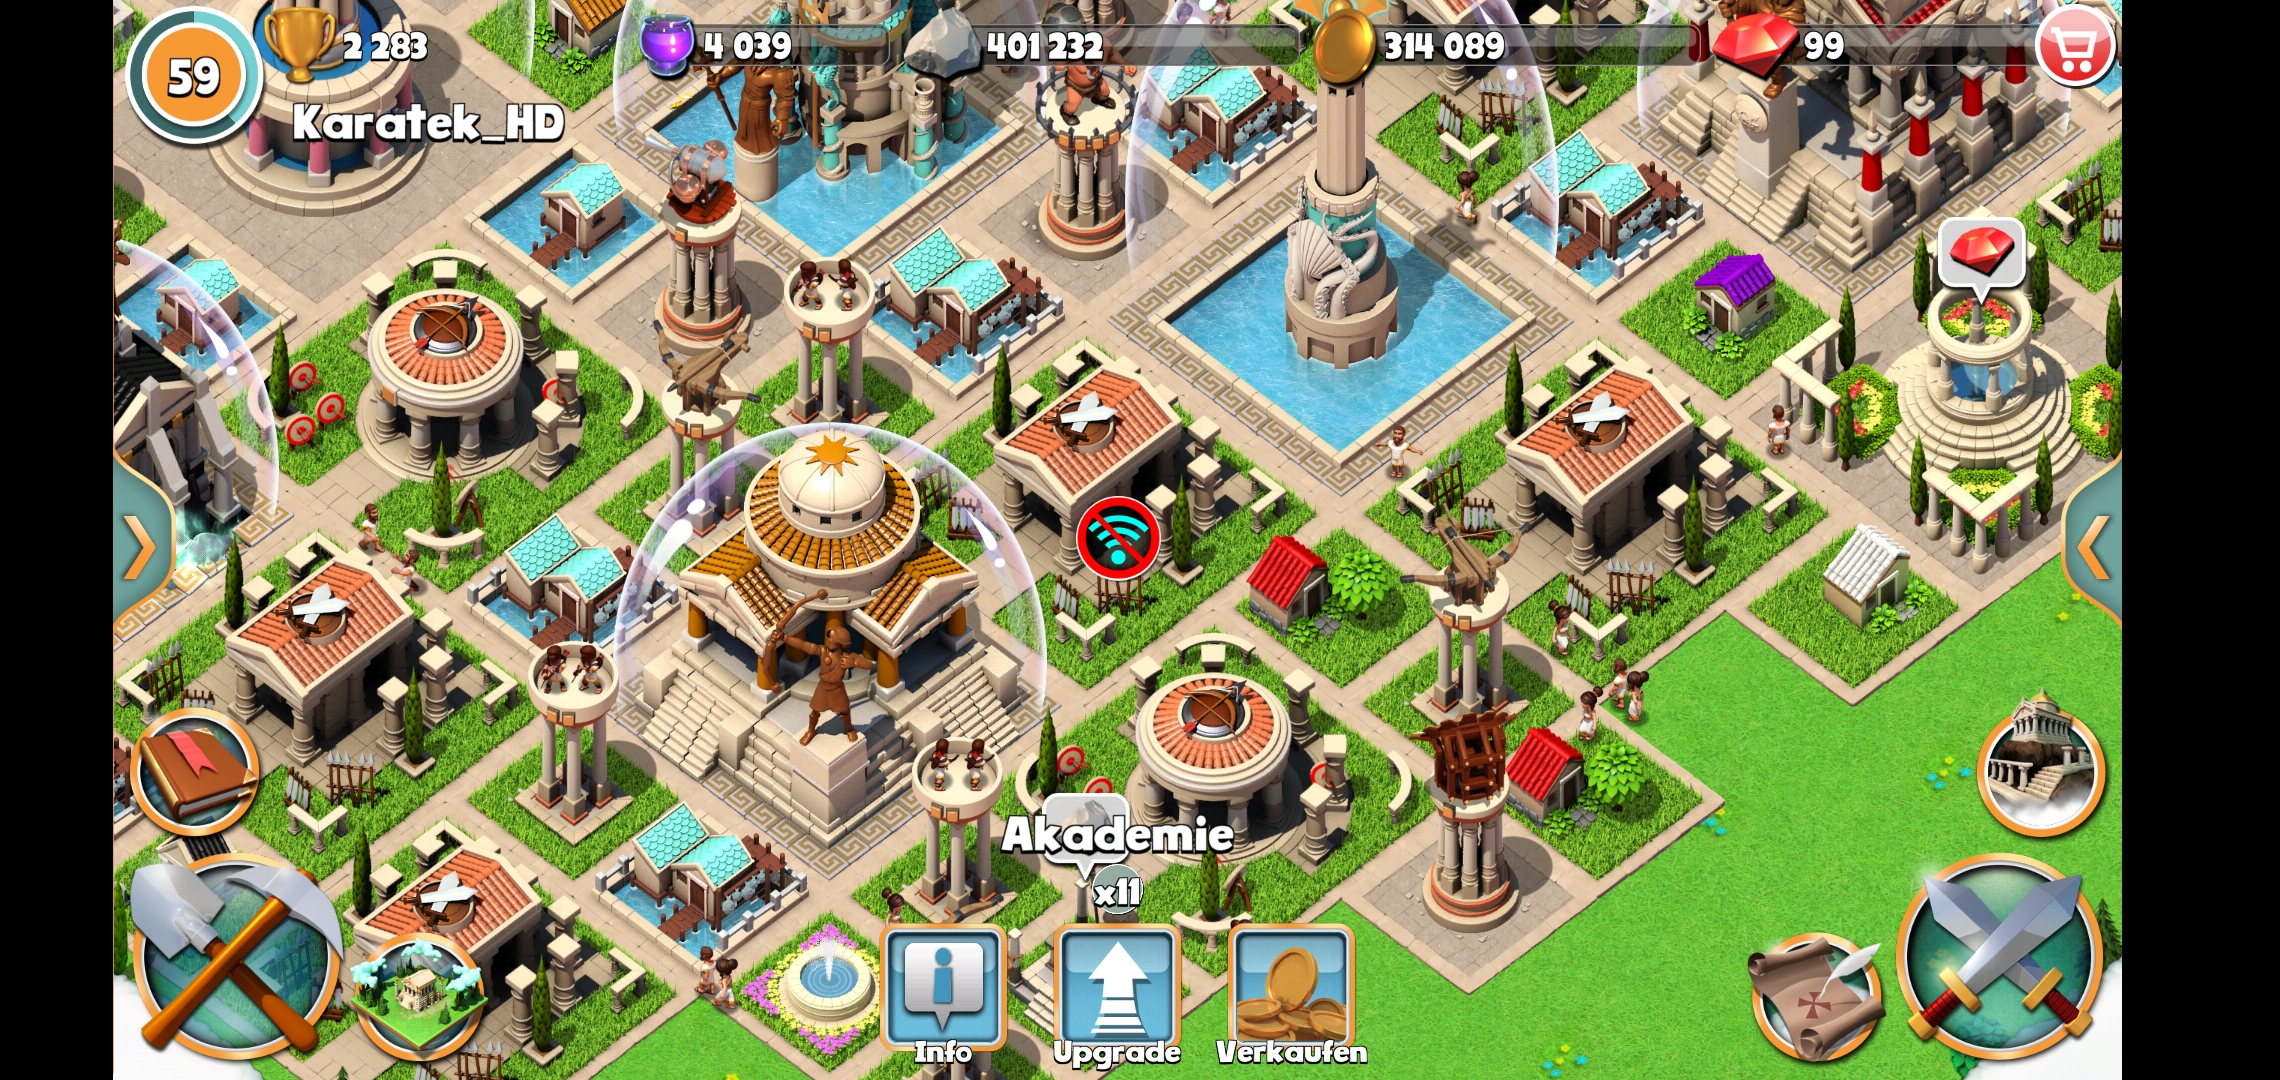 59
2 283
4 039
401 232
314 089
99
Karatek_HD
Akademie
x11
Info
Upgrade
Verkaufen